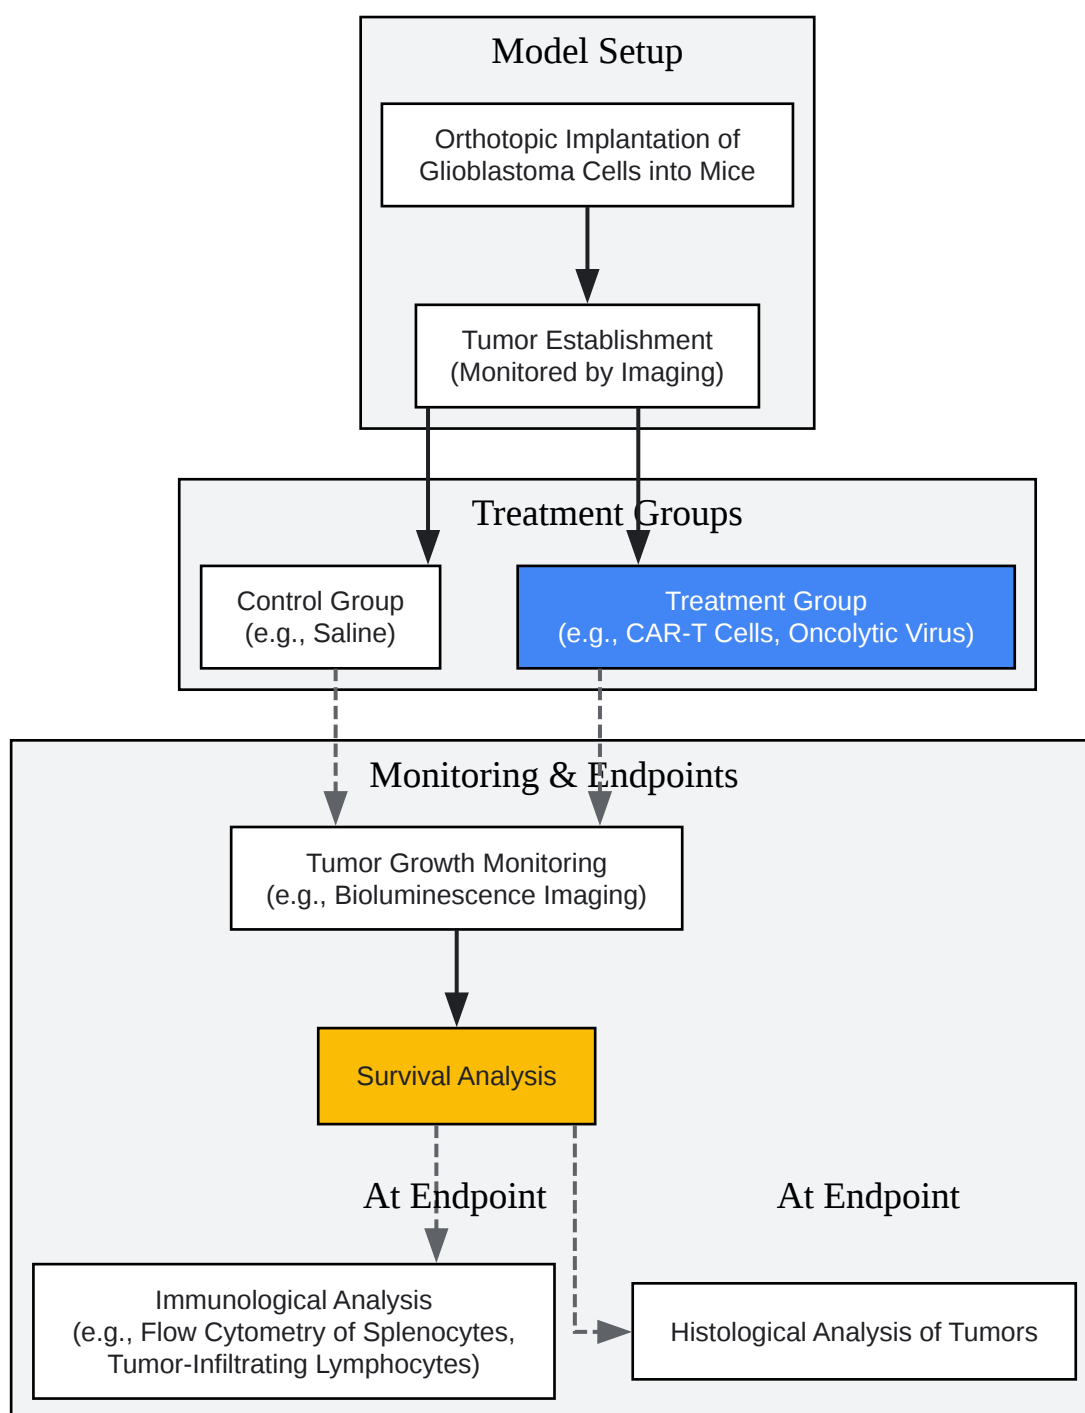 Model Setup
Orthotopic Implantation of
Glioblastoma Cells into Mice
Tumor Establishment
(Monitored by Imaging)
Treatment Groups
Control Group
(e.g., Saline)
Treatment Group
(e.g., CAR-T Cells, Oncolytic Virus)
Monitoring & Endpoints
Tumor Growth Monitoring
(e.g., Bioluminescence Imaging)
Survival Analysis
At Endpoint
At Endpoint
Immunological Analysis
(e.g., Flow Cytometry of Splenocytes,
Tumor-Infiltrating Lymphocytes)
Histological Analysis of Tumors